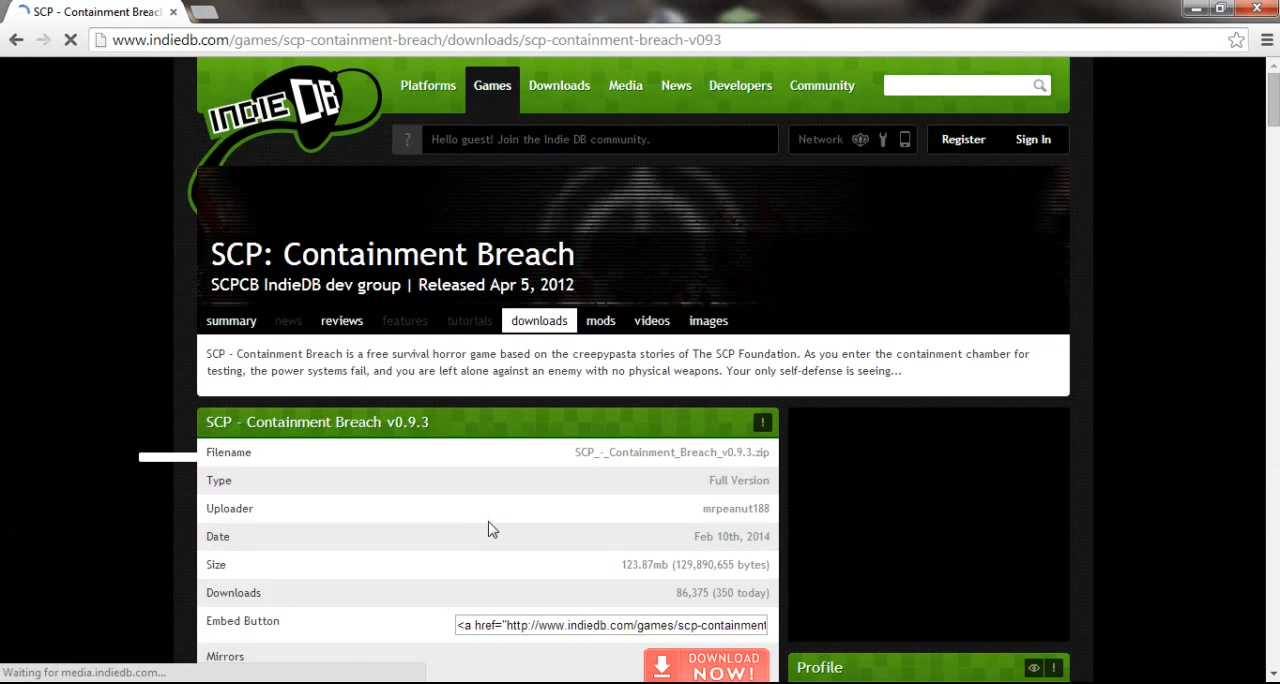 SCP - Containment Breach
www.indiedb.com/games/scp-containment-breach/downloads/scp-containment-breach-v093
INDIE DB
Platforms
Games
Downloads
Media
News
Developers
Community
?
Hello guest! Join the Indie DB community.
Network
Register
Sign In
SCP: Containment Breach
SCPCB IndieDB dev group | Released Apr 5, 2012
summary
news
reviews
features
tutorials
downloads
mods
videos
images
SCP - Containment Breach is a free survival horror game based on the creepypasta stories of The SCP Foundation. As you enter the containment chamber for
testing, the power systems fail, and you are left alone against an enemy with no physical weapons. Your only self-defense is seeing...
SCP - Containment Breach v0.9.3
!
Filename
SCP_-_Containment_Breach_v0.9.3.zip
Type
Full Version
Uploader
mrpeanut188
Date
Feb 10th, 2014
Size
123.87mb (129,890,655 bytes)
Downloads
86,375 (350 today)
Embed Button
<a href="http://www.indiedb.com/games/scp-containment
Mirrors
DOWNLOAD
NOW!
Profile
!
Waiting for media.indiedb.com...